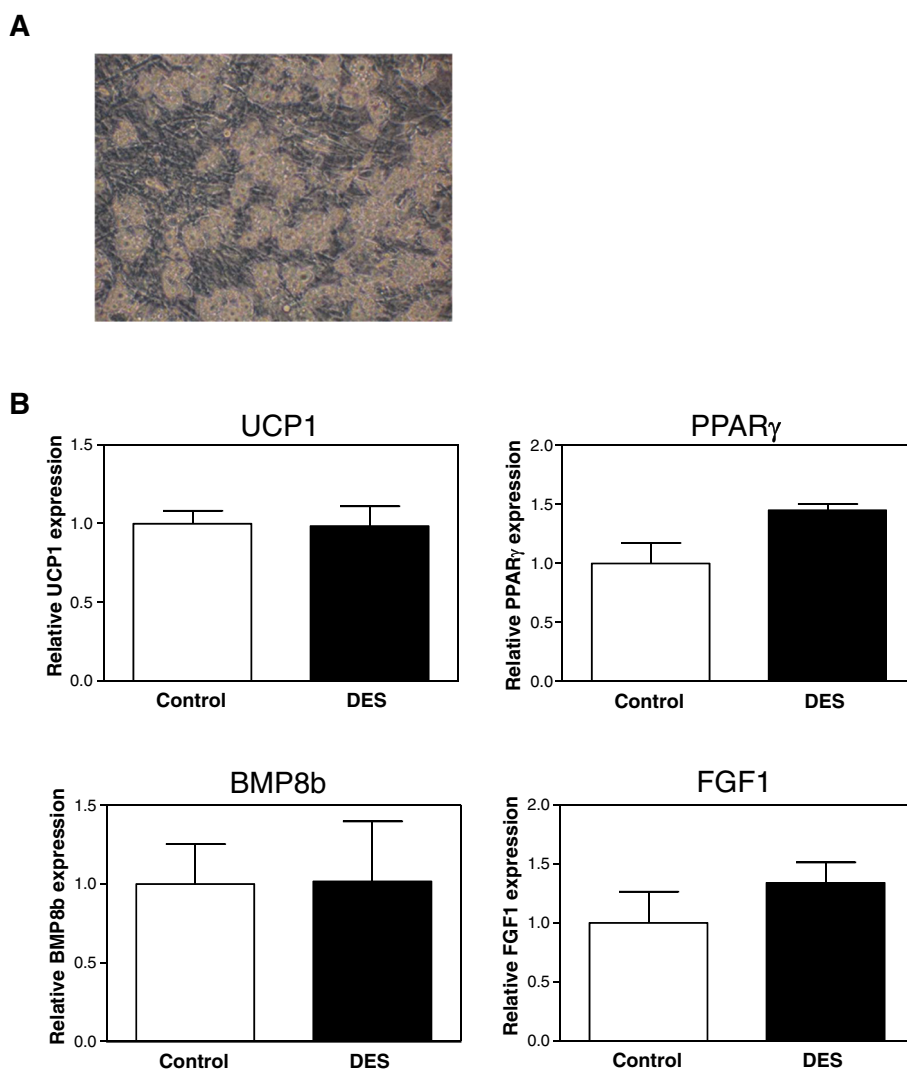 A
B
UCP1
Relative UCP1 expression
1.5
1.0
0.5
0.0
Control DES
PPARγ
Relative PPARγ expression
2.0
1.5
1.0
0.5
0.0
Control DES
BMP8b
Relative BMP8b expression
1.5
1.0
0.5
0.0
Control DES
FGF1
Relative FGF1 expression
2.0
1.5
1.0
0.5
0.0
Control DES